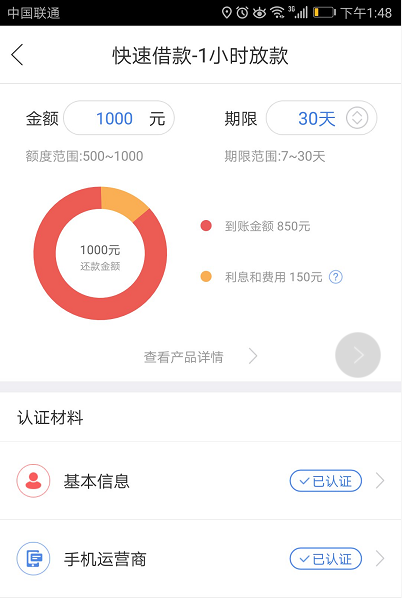 中国联通 3G 下午1:48
快速借款-1小时放款
金额 1000 元 期限 30天
额度范围:500~1000 期限范围:7~30天
1000元
还款金额
到账金额 850元
利息和费用 150元 ?
查看产品详情
认证材料
基本信息 已认证
手机运营商 已认证